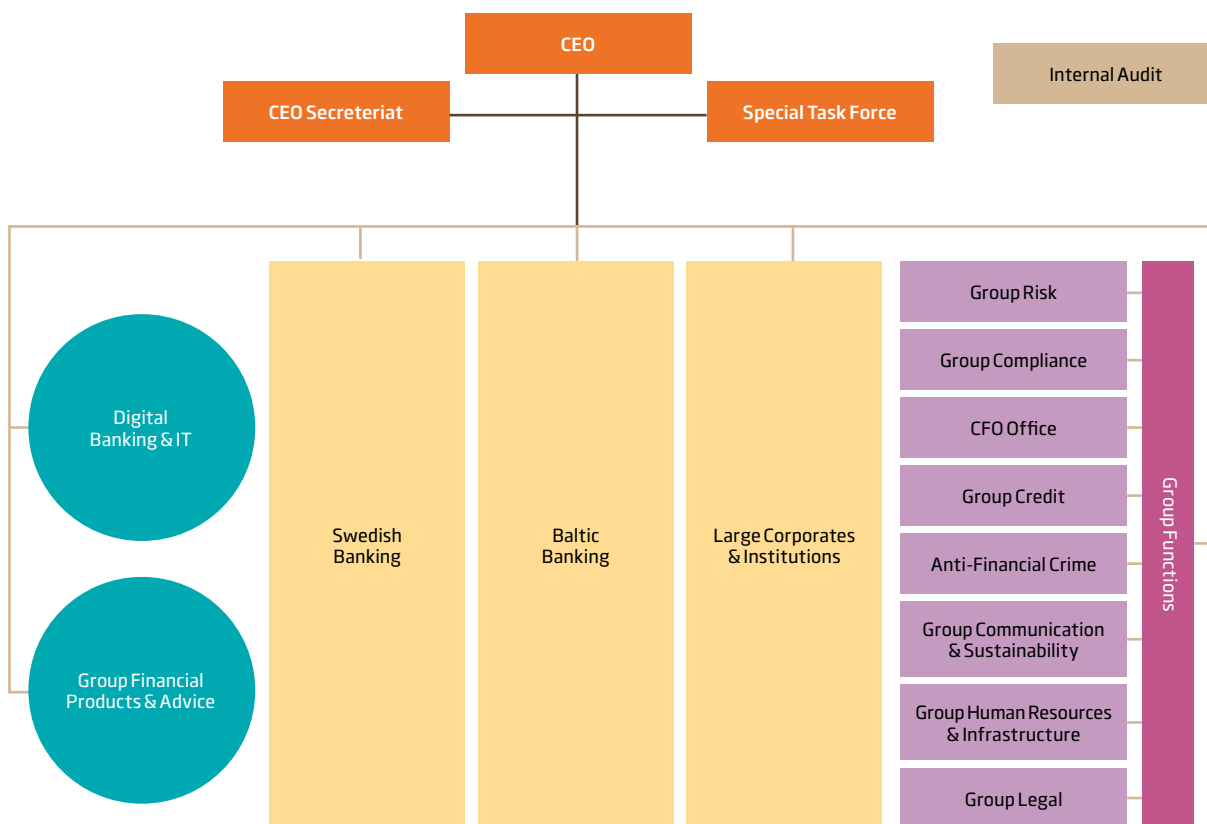 CEO
Internal Audit
CEO Secreteriat
Special Task Force
Digital
Banking & IT
Group Financial
Products & Advice
Swedish
Banking
Baltic
Banking
Large Corporates
& Institutions
Group Risk
Group Compliance
CFO Office
Group Credit
Anti-Financial Crime
Group Communication
& Sustainability
Group Human Resources
& Infrastructure
Group Legal
Group Functions